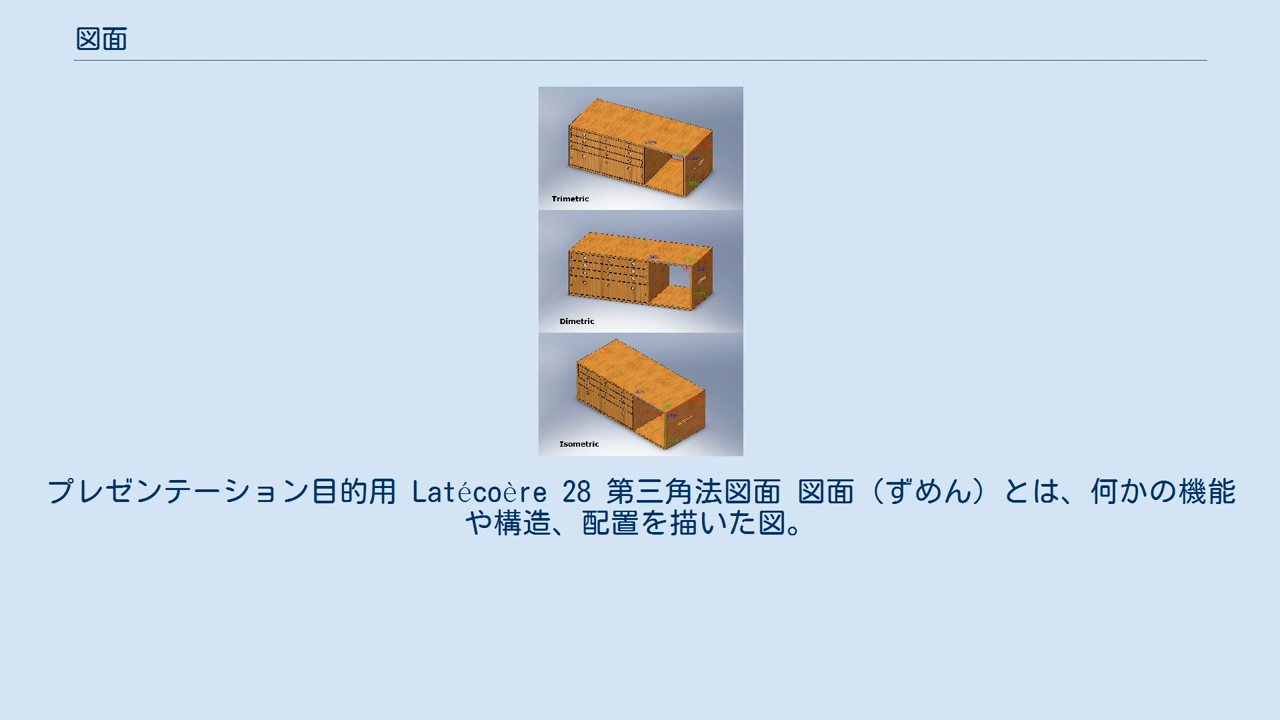 図面
Trimetric
Dimetric
Isometric
プレゼンテーション目的用 Latécoère 28 第三角法図面 図面（ずめん）とは、何かの機能
や構造、配置を描いた図。